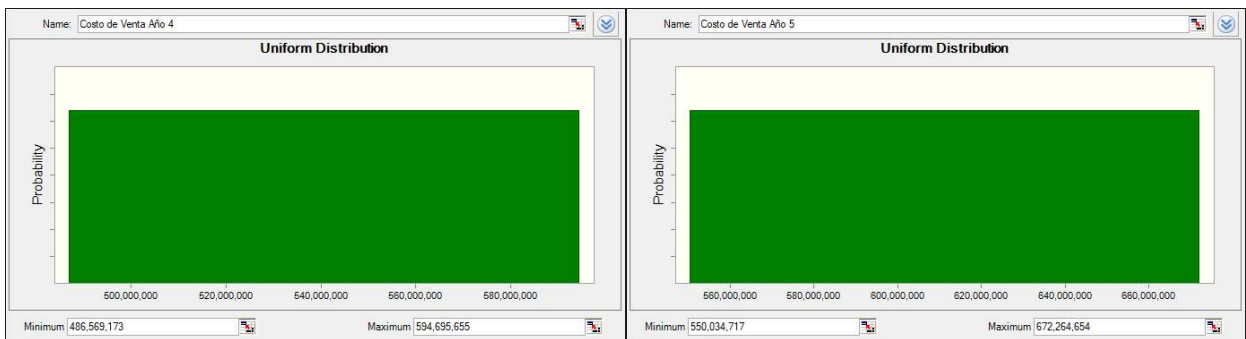 Name: Costo de Venta Año 4
Uniform Distribution
Probability
500,000,000 520,000,000 540,000,000 560,000,000 580,000,000
Minimum 486,569,173 Maximum 594,695,655
Name: Costo de Venta Año 5
Uniform Distribution
Probability
560,000,000 580,000,000 600,000,000 620,000,000 640,000,000 660,000,000
Minimum 550,034,717 Maximum 672,264,654